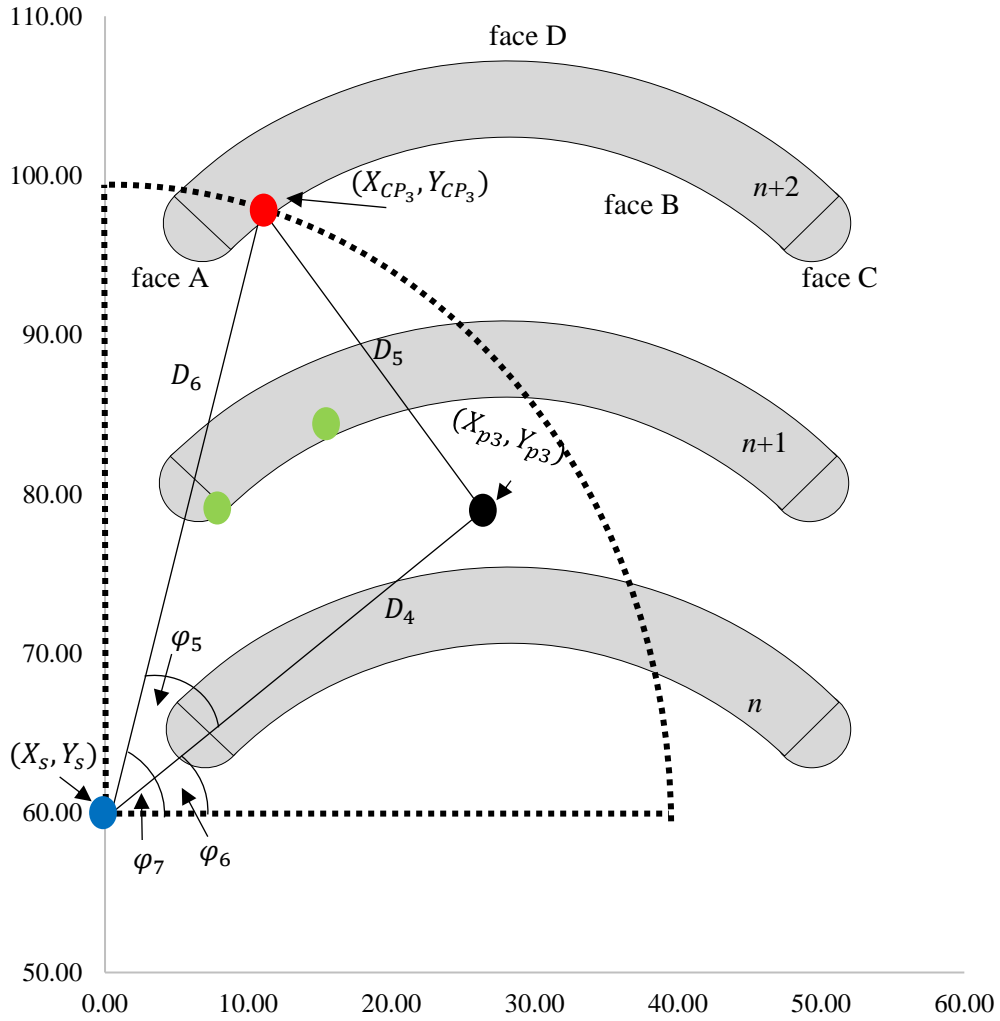 110.00
face D
100.00
(X_{CP_3}, Y_{CP_3})
n+2
face B
face A
face C
90.00
D_5
D_6
(X_{p3}, Y_{p3})
n+1
80.00
70.00
D_4
φ_5
n
(X_s, Y_s)
60.00
φ_7
φ_6
50.00
0.00 10.00 20.00 30.00 40.00 50.00 60.00